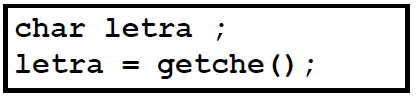 char letra ;
letra = getche();